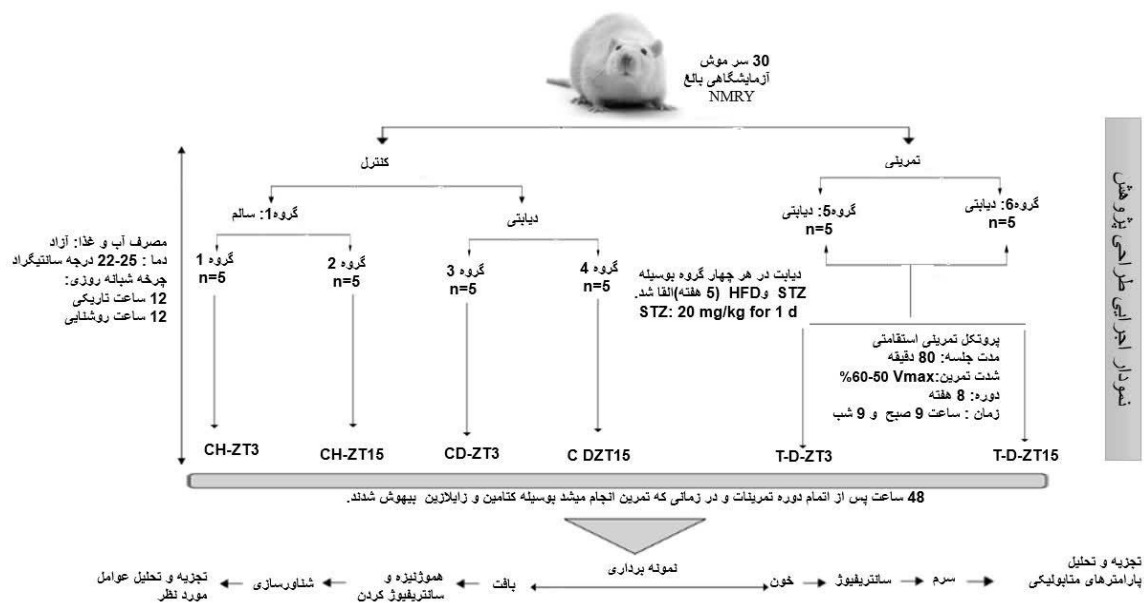 30 سر موش
آزمایشگاهی بالغ
NMRY
کنترل
تمرینی
گروه1: سالم
دیابتی
گروه5: دیابتی
n=5
گروه6: دیابتی
n=5
گروه 1
n=5
گروه 2
n=5
گروه 3
n=5
گروه 4
n=5
مصرف آب و غذا: آزاد
دما : 25-22 درجه سانتیگراد
چرخه شبانه روزی:
12 ساعت تاریکی
12 ساعت روشنایی
دیابت در هر چهار گروه بوسیله
STZ وHFD (5 هفته)القا شد.
STZ: 20 mg/kg for 1 d
پروتکل تمرینی استقامتی
مدت جلسه: 80 دقیقه
شدت تمرین:60-50 Vmax%
دوره: 8 هفته
زمان : ساعت 9 صبح و 9 شب
CH-ZT3
CH-ZT15
CD-ZT3
C DZT15
T-D-ZT3
T-D-ZT15
نمودار اجرایی طراحی پژوهش
48 ساعت پس از اتمام دوره تمرینات و در زمانی که تمرین انجام میشد بوسیله کتامین و زایلازین بیهوش شدند.
نمونه برداری
خون
سانتریفیوژ
سرم
تجزیه و تحلیل
پارامترهای متابولیکی
بافت
هموژنیزه و
سانتریفیوژ کردن
شناورسازی
تجزیه و تحلیل عوامل
مورد نظر